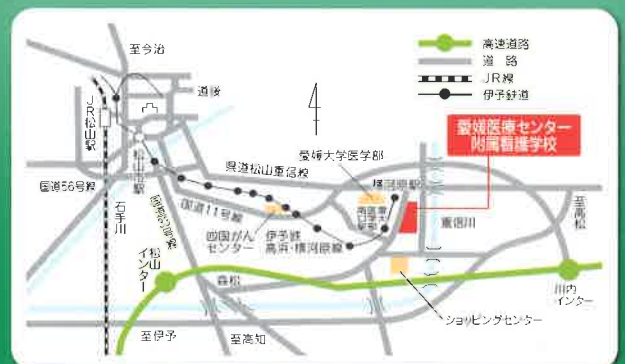 至今治
高速道路
道路
JR線
伊予鉄道
道後
JR松山駅
松山市駅
愛媛医療センター
附属看護学校
愛媛大学医学部
横河原駅
県道松山重信線
国道56号線
石手川
国道11号線
四国がん
センター
伊予鉄
高浜・横河原線
重信川
至高松
松山
インター
森松
川内
インター
ショッピングセンター
至伊予
至高知